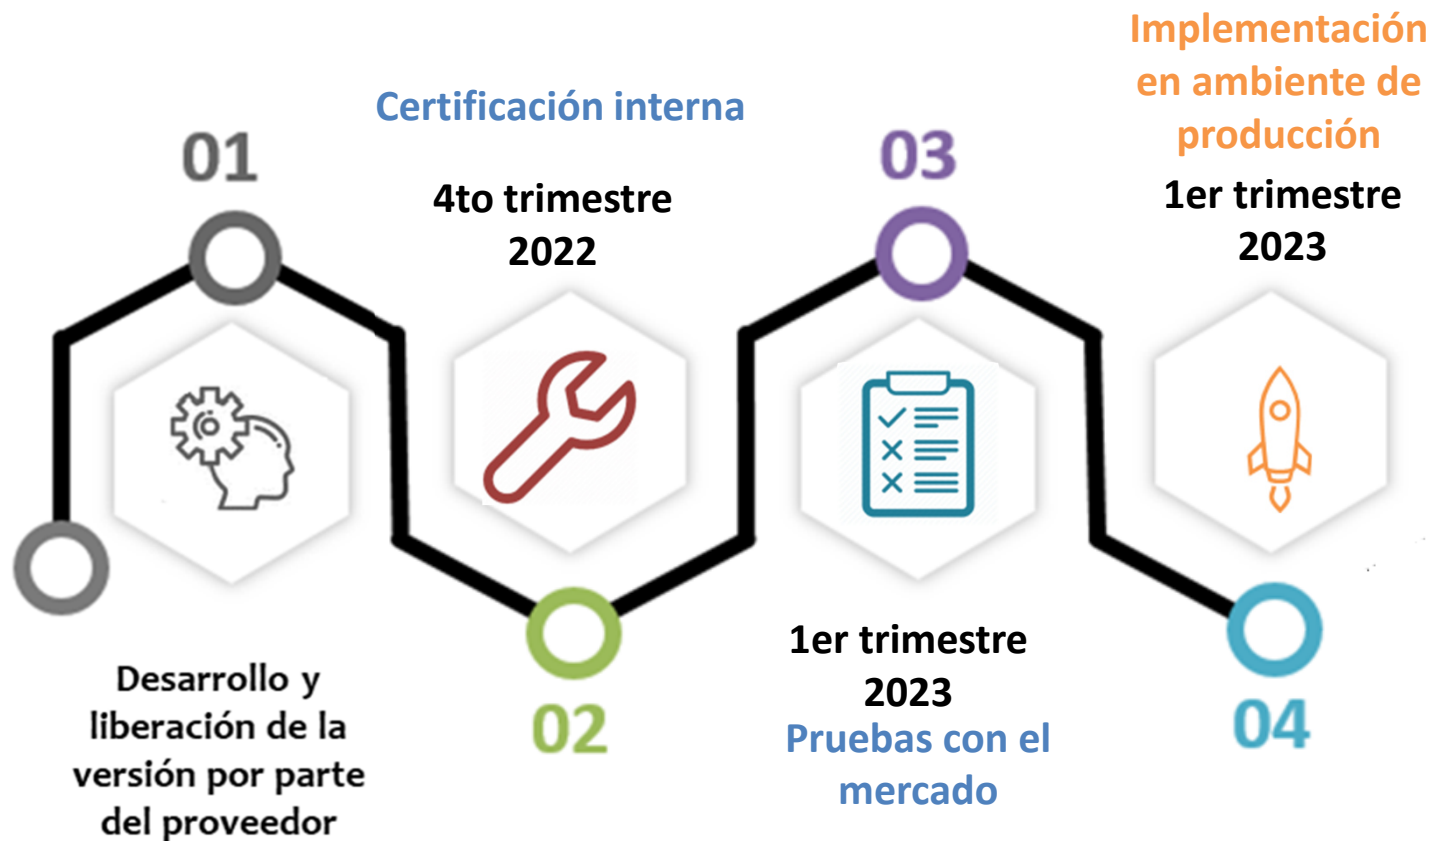 01
Desarrollo y
liberación de la
versión por parte
del proveedor
Certificación interna
4to trimestre
2022
02
03
1er trimestre
2023
Pruebas con el
mercado
Implementación
en ambiente de
producción
1er trimestre
2023
04